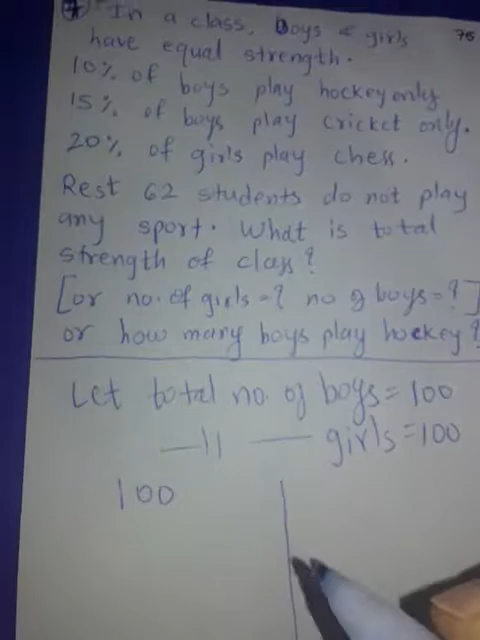 7 In a class, boys & girls 76
have equal strength.
10% of boys play hockey only
15% of boys play cricket only.
20% of girls play chess.
Rest 62 students do not play
any sport. What is total
strength of class?
[or no. of girls = ? no of boys = ?]
or how many boys play hockey?
Let total no. of boys = 100
—11 — girls = 100
100